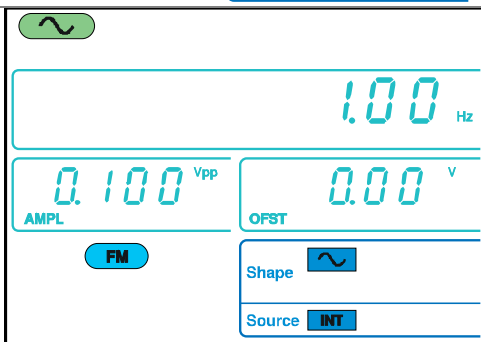 1.00 Hz
0.100 Vpp
AMPL
0.00 V
OFST
FM
Shape
Source INT